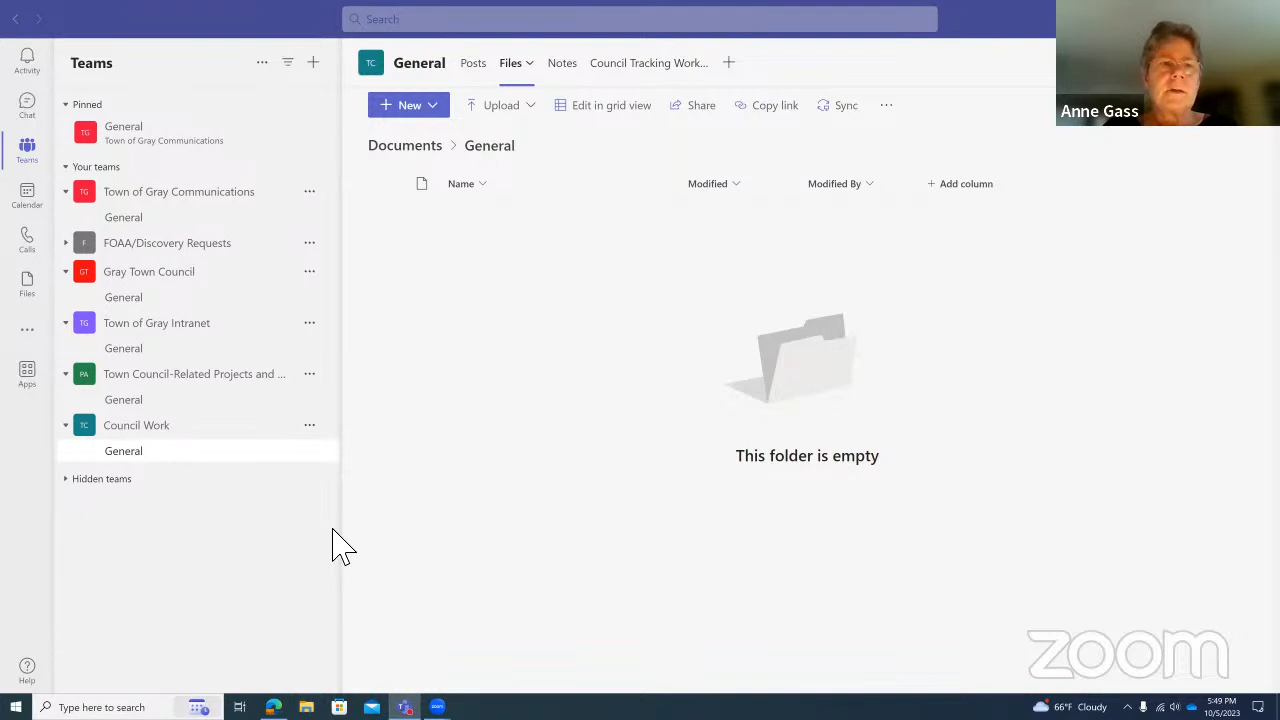 Search
Activity
Chat
Teams
Calendar
Calls
Files
Apps
Help
Teams
Pinned
TG General
Town of Gray Communications
Your teams
TG Town of Gray Communications
General
F FOAA/Discovery Requests
GT Gray Town Council
General
TG Town of Gray Intranet
General
PA Town Council-Related Projects and ...
General
TC Council Work
General
Hidden teams
TC General Posts Files Notes Council Tracking Work...
New Upload Edit in grid view Share Copy link Sync
Documents > General
Name Modified Modified By + Add column
This folder is empty
Anne Gass
zoom
Type here to search
zoom
66°F Cloudy
5:49 PM
10/5/2023